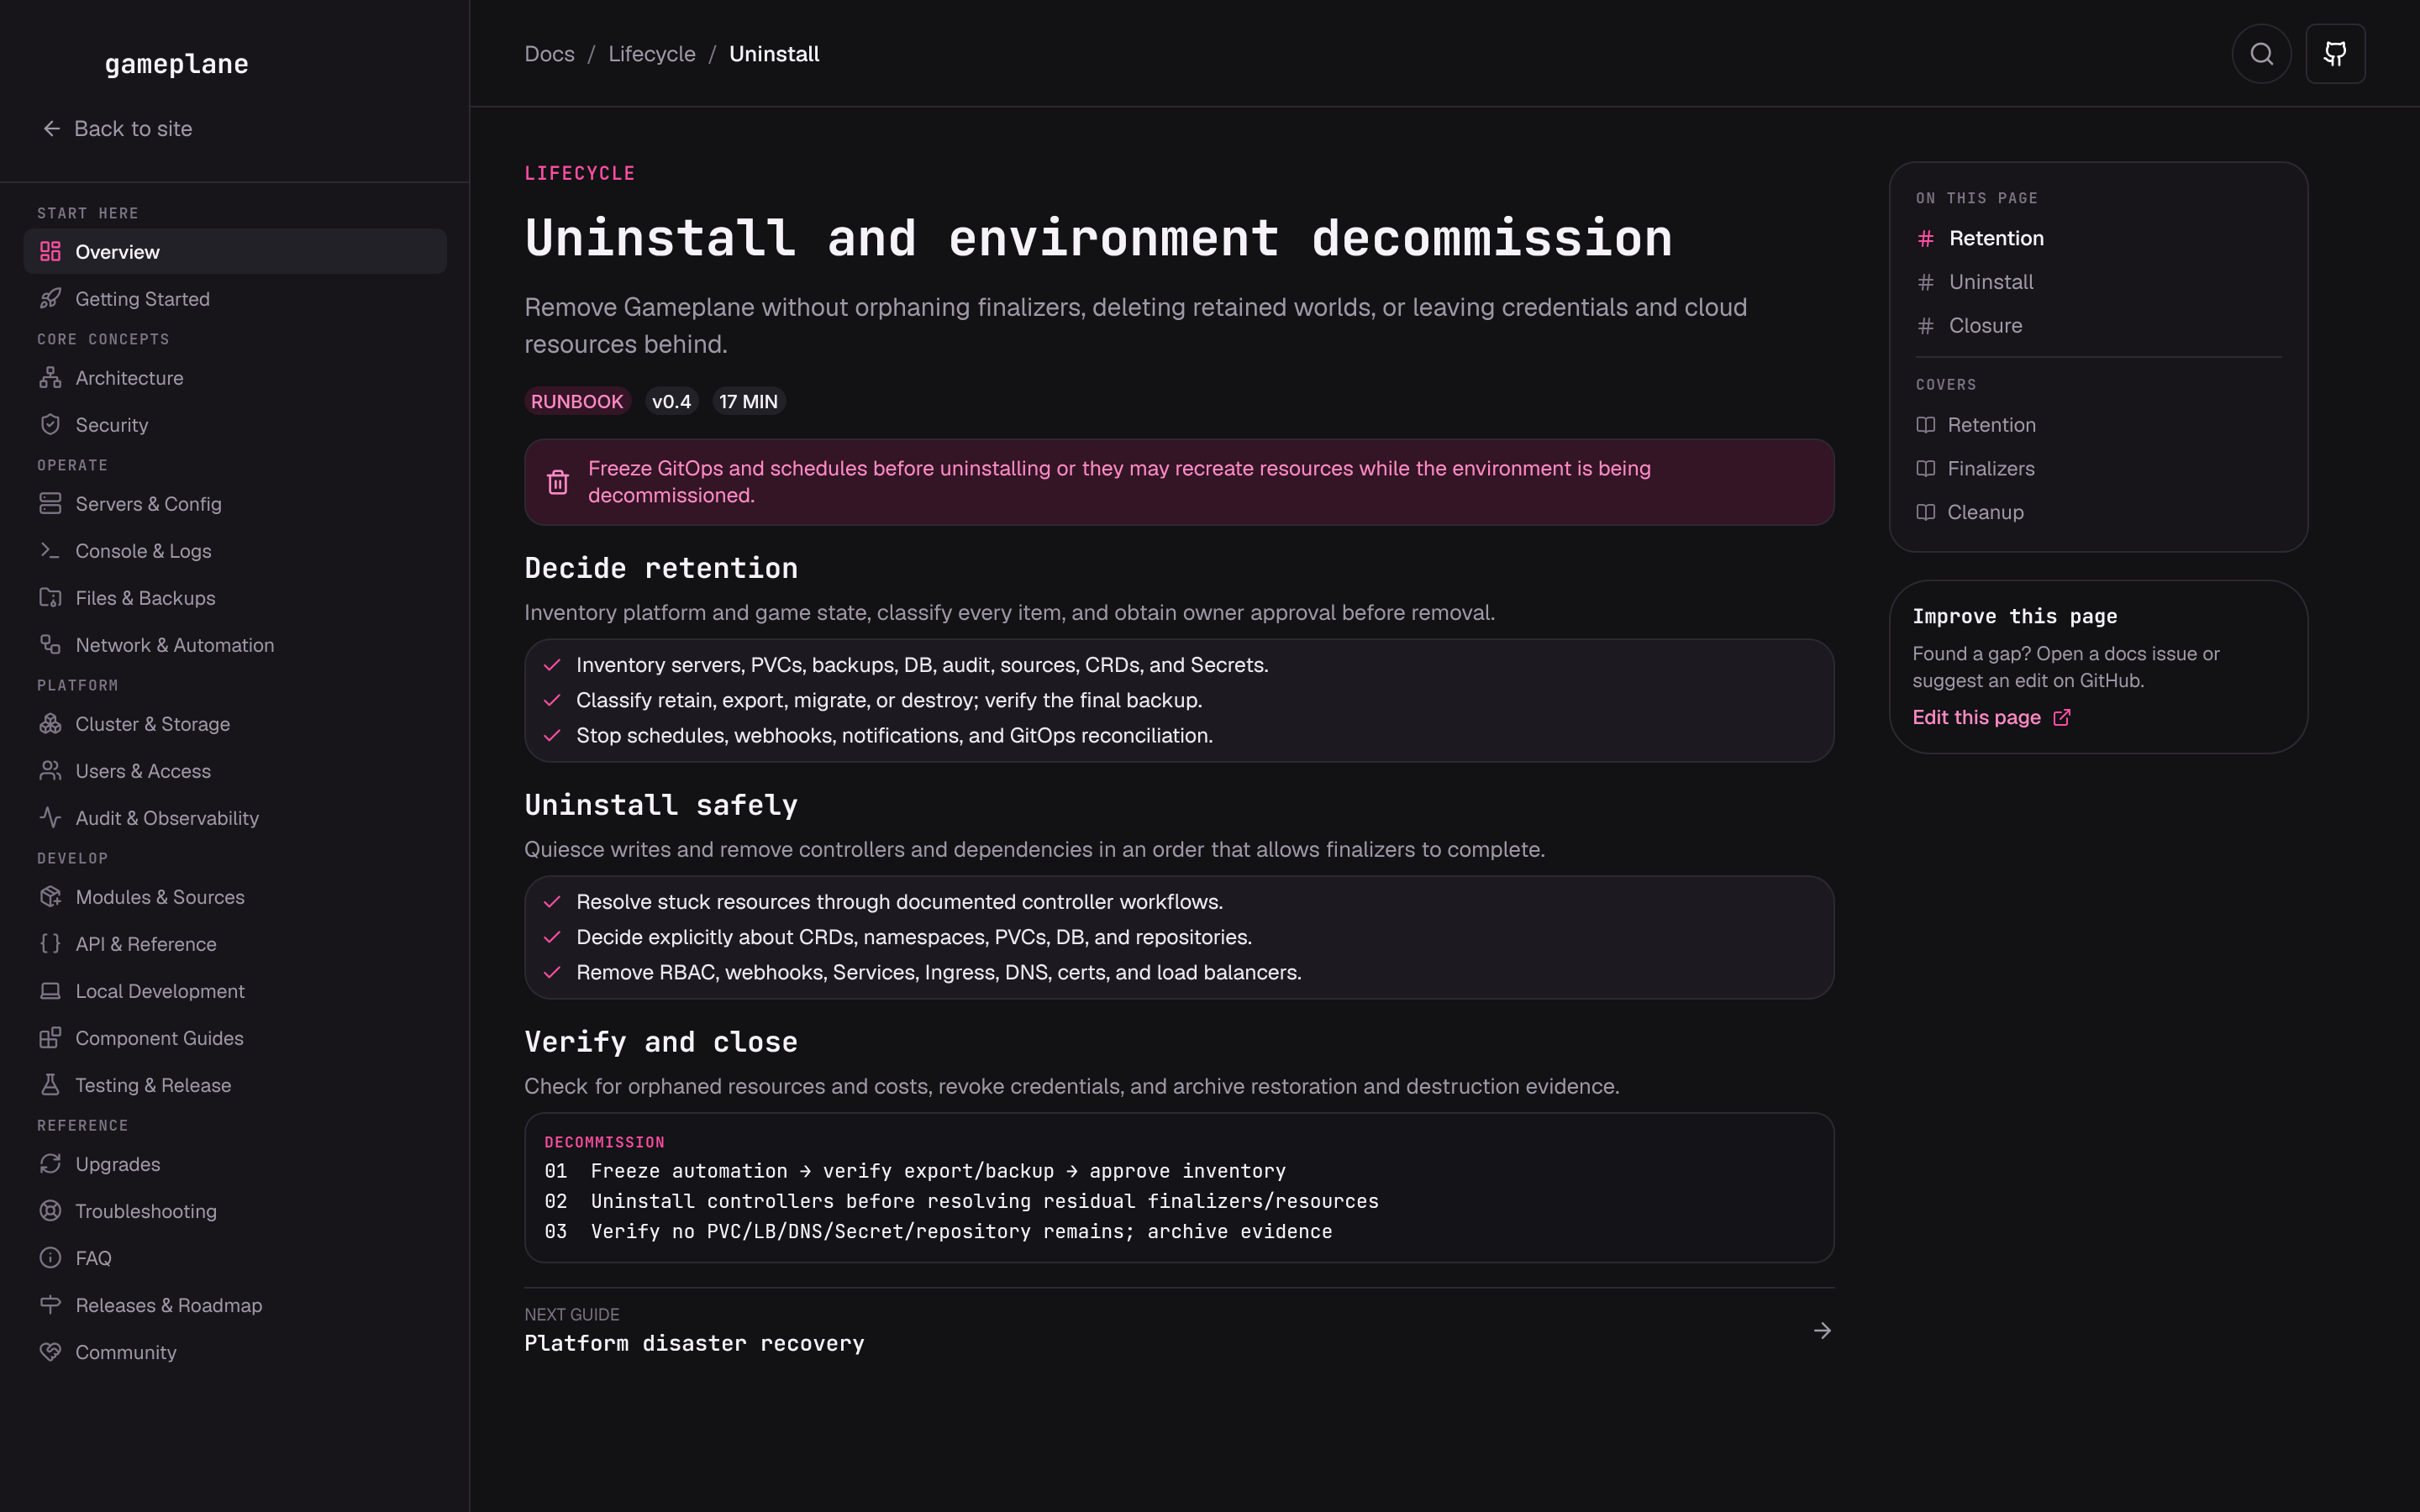 gameplane
Back to site
START HERE
Overview
Getting Started
CORE CONCEPTS
Architecture
Security
OPERATE
Servers & Config
Console & Logs
Files & Backups
Network & Automation
PLATFORM
Cluster & Storage
Users & Access
Audit & Observability
DEVELOP
Modules & Sources
API & Reference
Local Development
Component Guides
Testing & Release
REFERENCE
Upgrades
Troubleshooting
FAQ
Releases & Roadmap
Community
Docs / Lifecycle / Uninstall
LIFECYCLE
Uninstall and environment decommission
Remove Gameplane without orphaning finalizers, deleting retained worlds, or leaving credentials and cloud
resources behind.
RUNBOOK v0.4 17 MIN
Freeze GitOps and schedules before uninstalling or they may recreate resources while the environment is being
decommissioned.
Decide retention
Inventory platform and game state, classify every item, and obtain owner approval before removal.
Inventory servers, PVCs, backups, DB, audit, sources, CRDs, and Secrets.
Classify retain, export, migrate, or destroy; verify the final backup.
Stop schedules, webhooks, notifications, and GitOps reconciliation.
Uninstall safely
Quiesce writes and remove controllers and dependencies in an order that allows finalizers to complete.
Resolve stuck resources through documented controller workflows.
Decide explicitly about CRDs, namespaces, PVCs, DB, and repositories.
Remove RBAC, webhooks, Services, Ingress, DNS, certs, and load balancers.
Verify and close
Check for orphaned resources and costs, revoke credentials, and archive restoration and destruction evidence.
DECOMMISSION
01 Freeze automation → verify export/backup → approve inventory
02 Uninstall controllers before resolving residual finalizers/resources
03 Verify no PVC/LB/DNS/Secret/repository remains; archive evidence
NEXT GUIDE
Platform disaster recovery
ON THIS PAGE
# Retention
# Uninstall
# Closure
COVERS
Retention
Finalizers
Cleanup
Improve this page
Found a gap? Open a docs issue or
suggest an edit on GitHub.
Edit this page